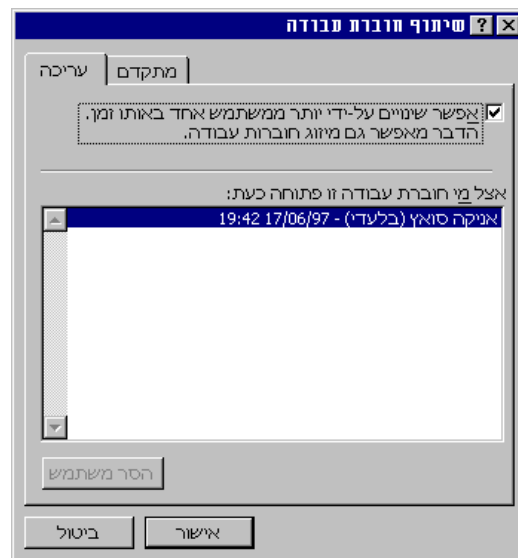 שיתוף חוברת עבודה
עריכה
מתקדם
אפשר שינויים על-ידי יותר ממשתמש אחד באותו זמן.
הדבר מאפשר גם מיזוג חוברות עבודה.
אצל מי חוברת עבודה זו פתוחה כעת:
אניקה סואץ (בלעדי) - 17/06/97 19:42
הסר משתמש
אישור
ביטול